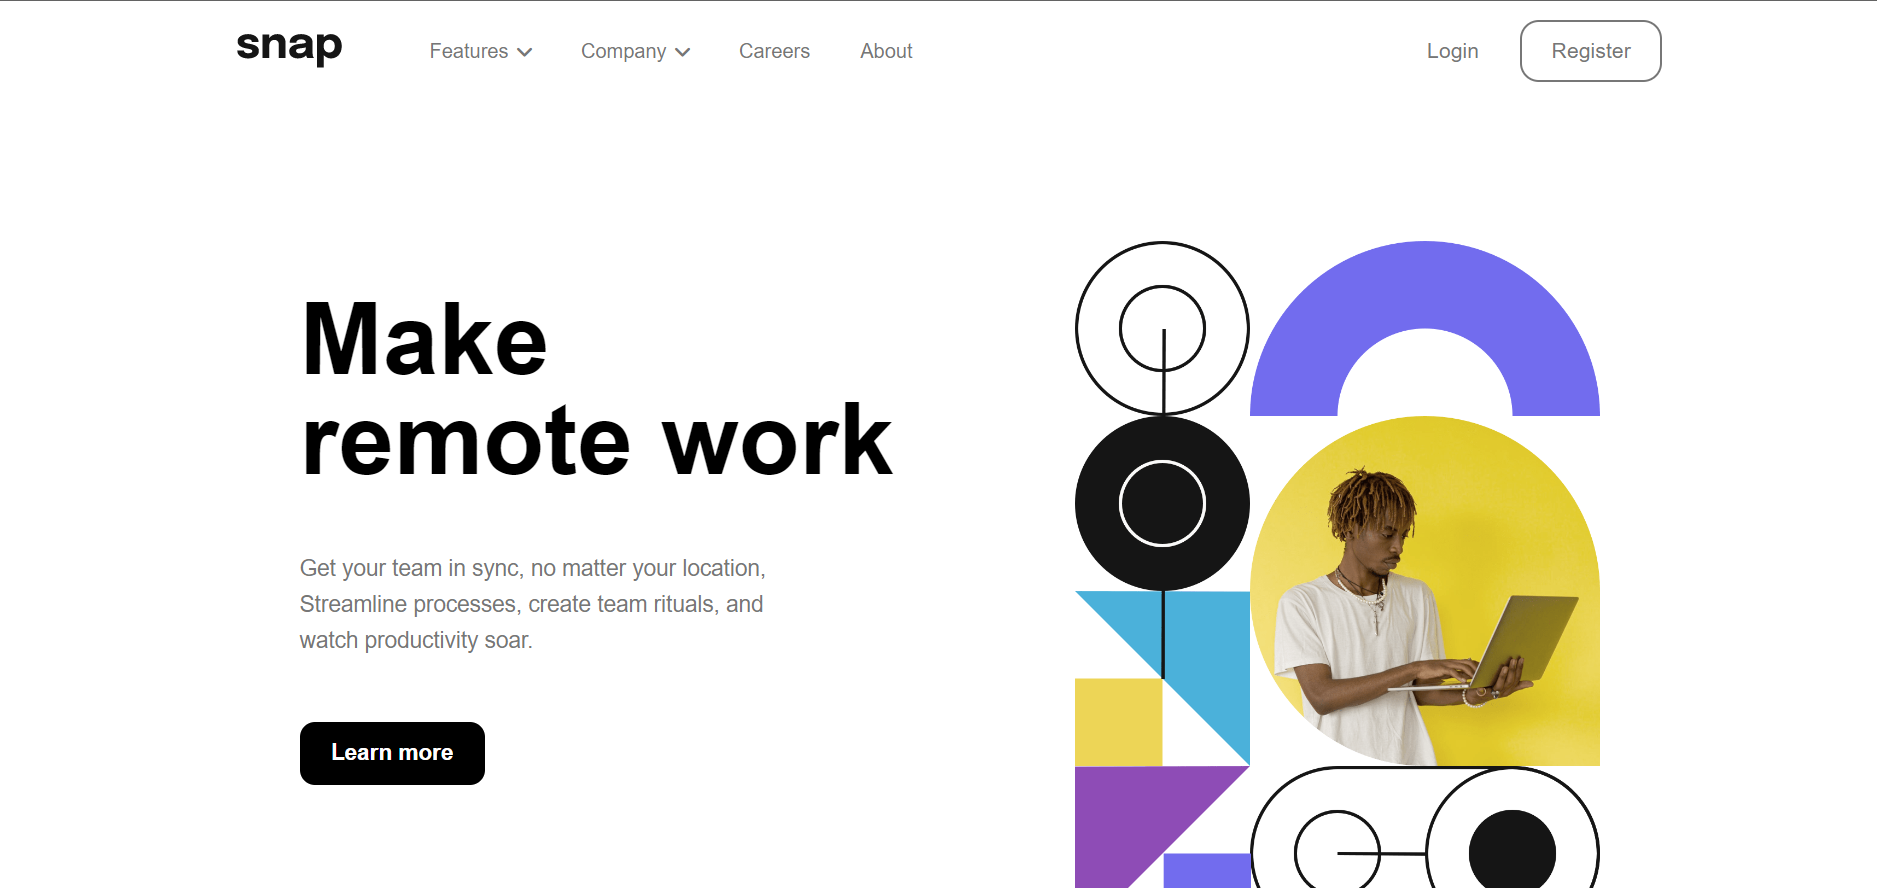 snap
Features
Company
Careers
About
Login
Register
Make
remote work
Get your team in sync, no matter your location,
Streamline processes, create team rituals, and
watch productivity soar.
Learn more